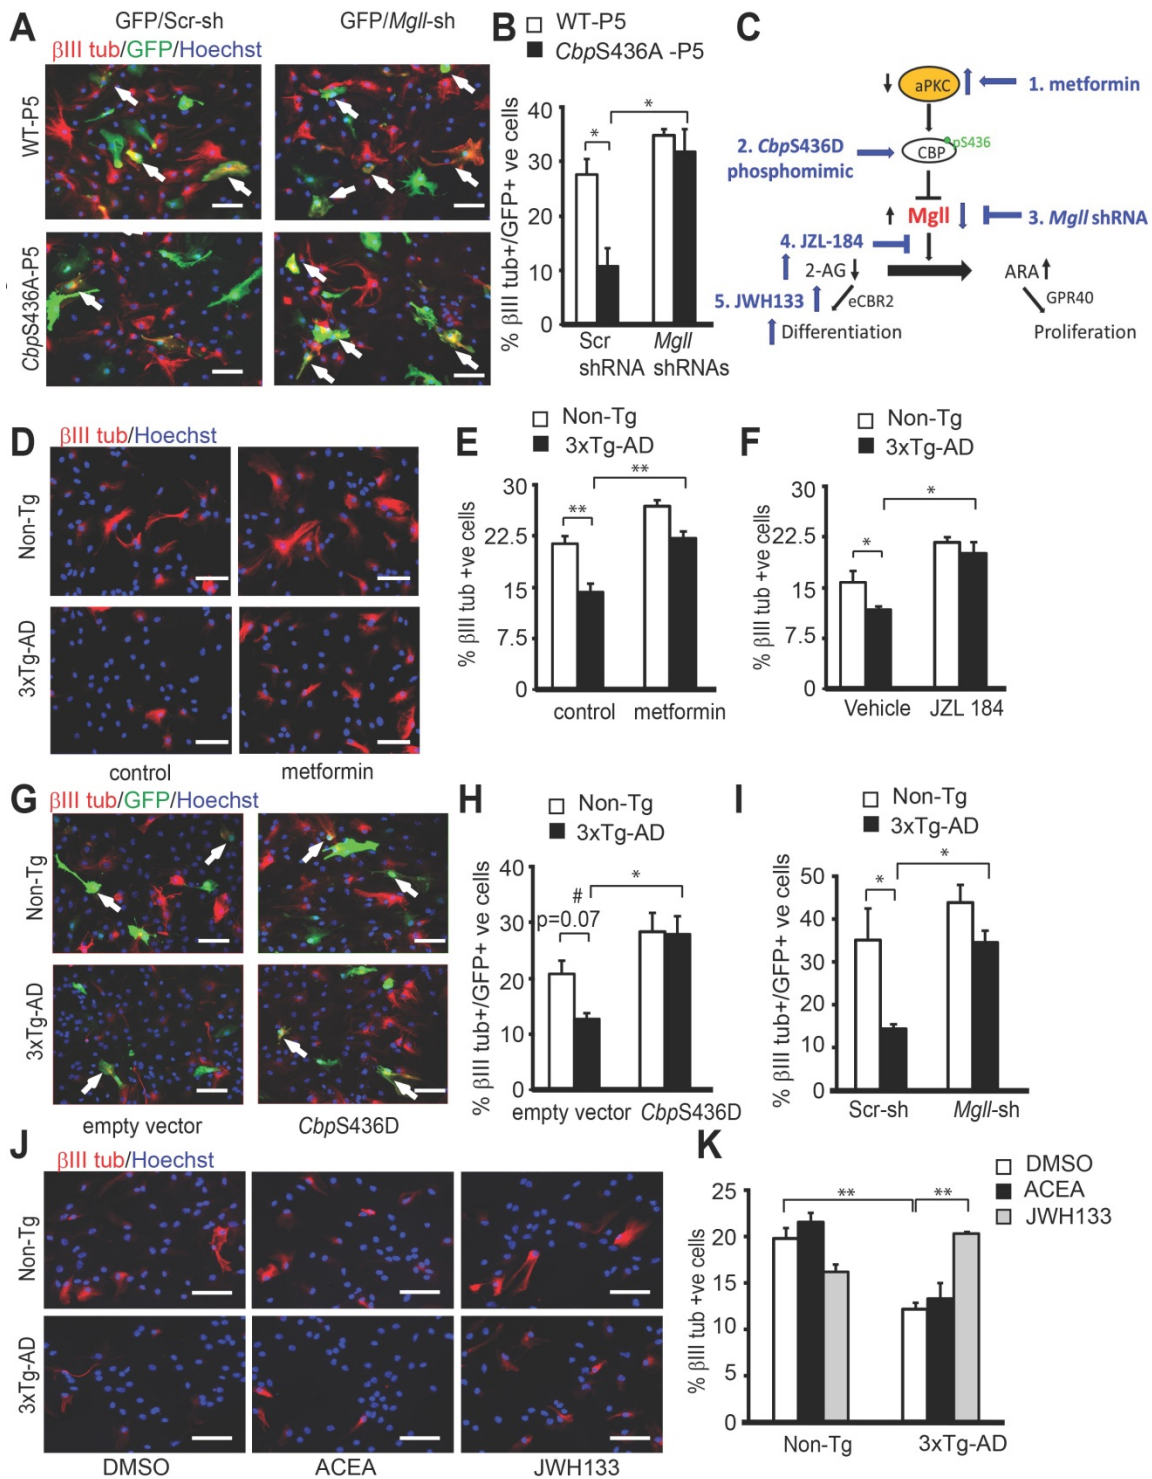 A
GFP/Scr-sh
GFP/Mgll-sh
βIII tub/GFP/Hoechst
WT-P5
CbpS436A-P5
B
WT-P5
CbpS436A -P5
% βIII tub+/GFP+ ve cells
40
30
20
10
0
*
*
Scr shRNA
Mgll shRNAs
C
aPKC
1. metformin
CBP
pS436
2. CbpS436D
phosphomimic
Mgll
3. Mgll shRNA
4. JZL-184
2-AG
ARA
5. JWH133
eCBR2
GPR40
Differentiation
Proliferation
D
βIII tub/Hoechst
Non-Tg
3xTg-AD
control
metformin
E
Non-Tg
3xTg-AD
% βIII tub +ve cells
30
22.5
15
7.5
0
**
**
control
metformin
F
Non-Tg
3xTg-AD
% βIII tub +ve cells
30
22.5
15
7.5
0
*
*
Vehicle
JZL 184
G
βIII tub/GFP/Hoechst
Non-Tg
3xTg-AD
empty vector
CbpS436D
H
Non-Tg
3xTg-AD
% βIII tub+/GFP+ ve cells
40
30
20
10
0
#
p=0.07
*
empty vector
CbpS436D
I
Non-Tg
3xTg-AD
% βIII tub+/GFP+ ve cells
50
40
30
20
10
0
*
*
Scr-sh
Mgll-sh
J
βIII tub/Hoechst
Non-Tg
3xTg-AD
DMSO
ACEA
JWH133
K
DMSO
ACEA
JWH133
% βIII tub +ve cells
25
20
15
10
5
0
**
**
Non-Tg
3xTg-AD